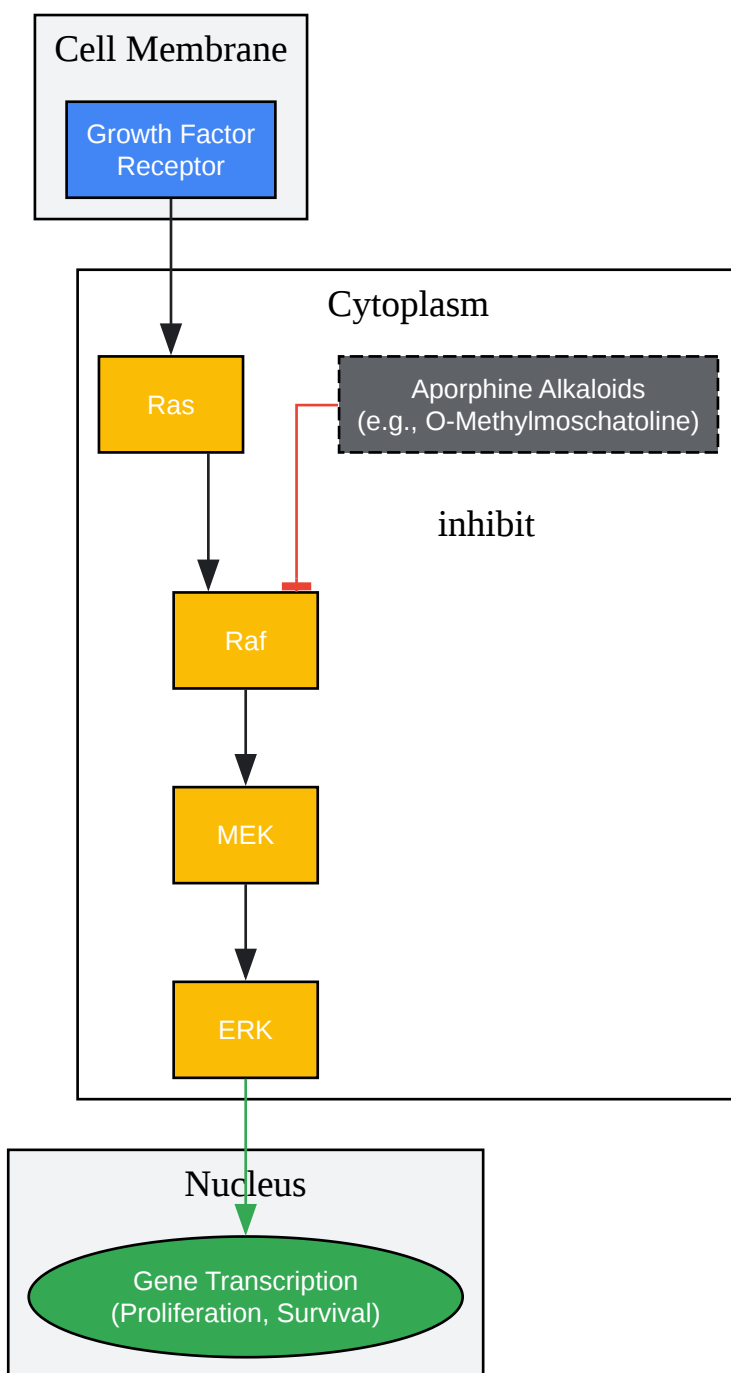 Cell Membrane
Growth Factor
Receptor
Cytoplasm
Ras
Aporphine Alkaloids
(e.g., O-Methylmoschatoline)
inhibit
Raf
MEK
ERK
Nucleus
Gene Transcription
(Proliferation, Survival)